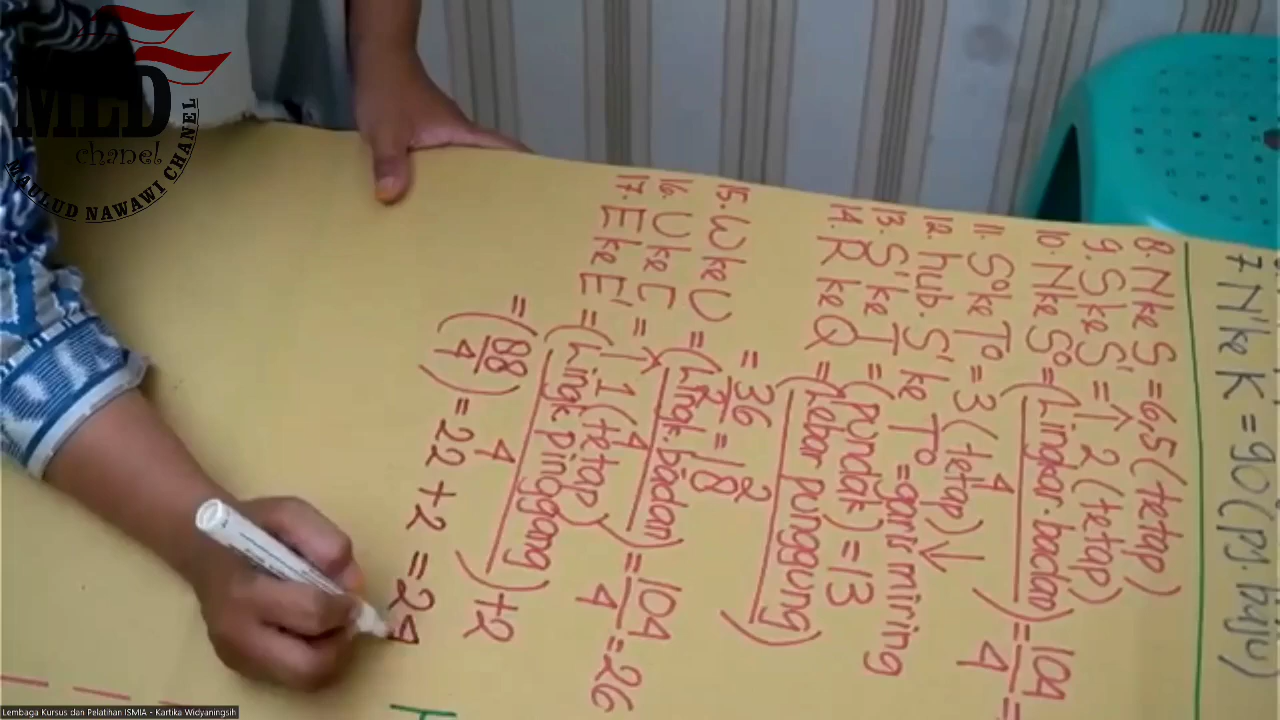 MLD
chanel
MAULUD NAWAWI CHANEL
7 N' ke K = 90 (pj. baju)
8. N ke S = 6,5 (tetap)
9. S ke S' = ↑ 2 (tetap)
10. N ke S° = (Lingkar badan / 4) = 104 / 4 =
11. S° ke T° = 3 (tetap) ↓
12. hub. S' ke T° = garis miring
13. S' ke T = (pundak) = 13
14. R ke Q = (Lebar punggung / 2)
= 36 / 2 = 18
15. W ke U = (Lingk. badan / 4) = 104 / 4 = 26
16. U ke E = ↑ 1 (tetap)
17. E ke E' = (Lingk. pinggang / 4) + 2
= (88 / 4) = 22 + 2 = 24
Lembaga Kursus dan Pelatihan ISMIA - Kartika Widyaningsih